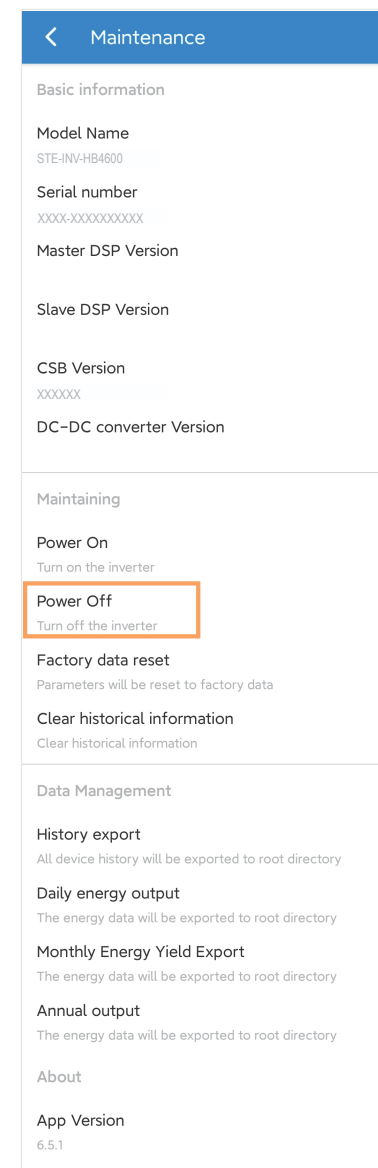 Maintenance
Basic information
Model Name
STE-INV-HB4600
Serial number
XXXX-XXXXXXXXXX
Master DSP Version
Slave DSP Version
CSB Version
XXXXXX
DC-DC converter Version
Maintaining
Power On
Turn on the inverter
Power Off
Turn off the inverter
Factory data reset
Parameters will be reset to factory data
Clear historical information
Clear historical information
Data Management
History export
All device history will be exported to root directory
Daily energy output
The energy data will be exported to root directory
Monthly Energy Yield Export
The energy data will be exported to root directory
Annual output
The energy data will be exported to root directory
About
App Version
6.5.1